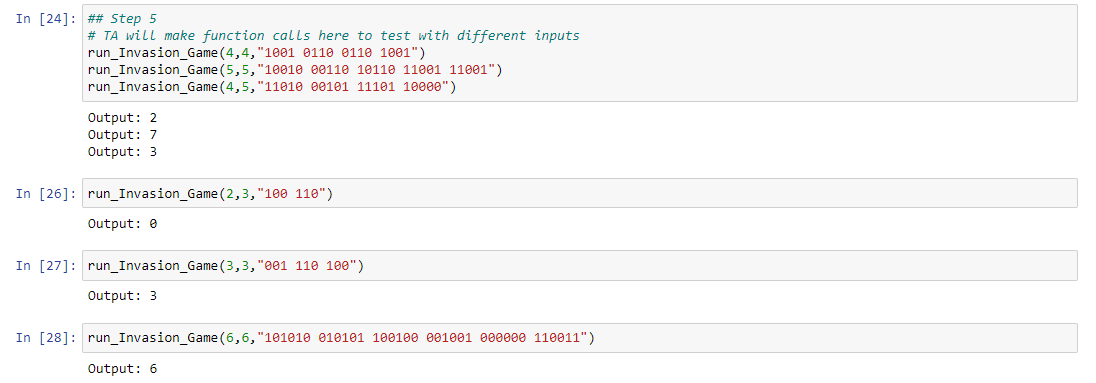 In [24]: ## Step 5
# TA will make function calls here to test with different inputs
run_Invasion_Game(4,4,"1001 0110 0110 1001")
run_Invasion_Game(5,5,"10010 00110 10110 11001 11001")
run_Invasion_Game(4,5,"11010 00101 11101 10000")
Output: 2
Output: 7
Output: 3
In [26]: run_Invasion_Game(2,3,"100 110")
Output: 0
In [27]: run_Invasion_Game(3,3,"001 110 100")
Output: 3
In [28]: run_Invasion_Game(6,6,"101010 010101 100100 001001 000000 110011")
Output: 6